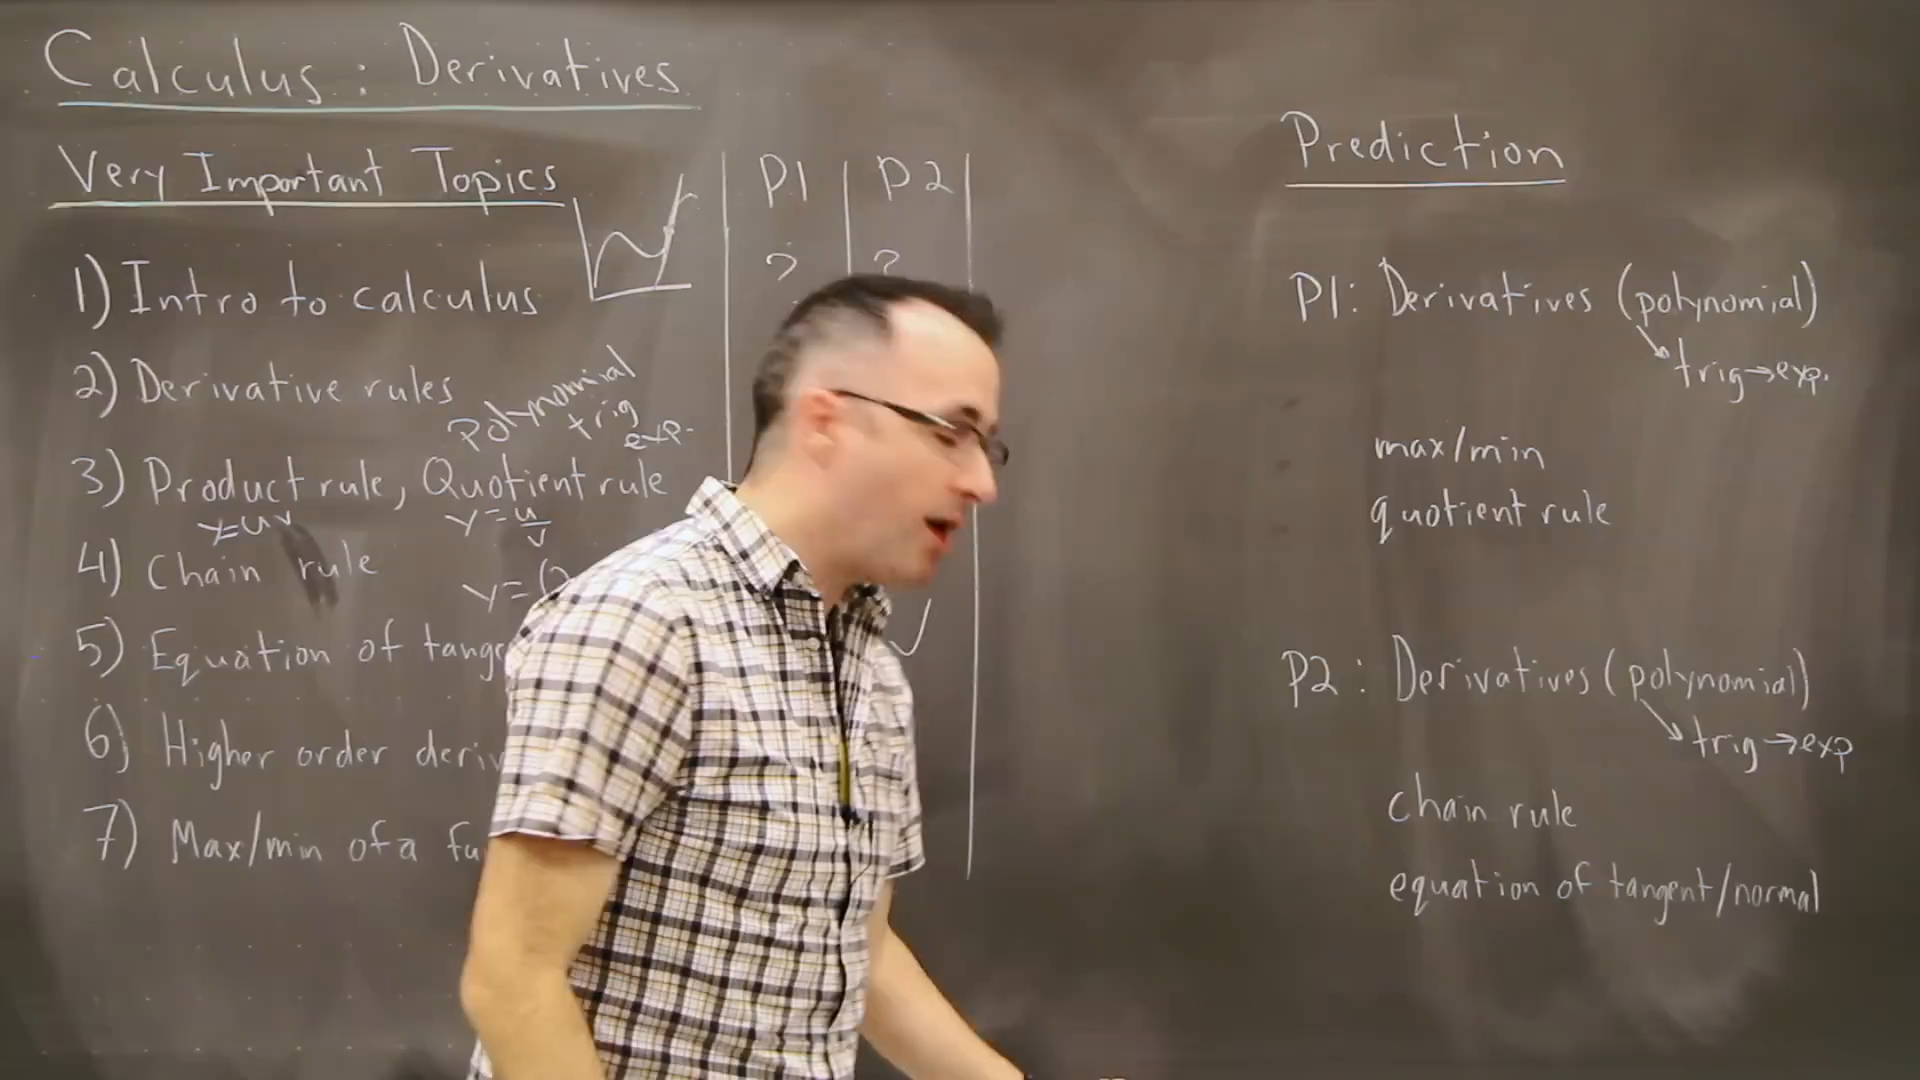 Calculus : Derivatives
Very Important Topics
P1 P2
? ?
1) Intro to calculus
2) Derivative rules
polynomial
trig
exp.
3) Product rule, Quotient rule
y=uv y=u/v
4) Chain rule y=(
5) Equation of
6) Higher order
7) Max/min of a
Prediction
P1: Derivatives (polynomial)
trig→exp.
max/min
quotient rule
P2: Derivatives (polynomial)
trig→exp
chain rule
equation of tangent/normal